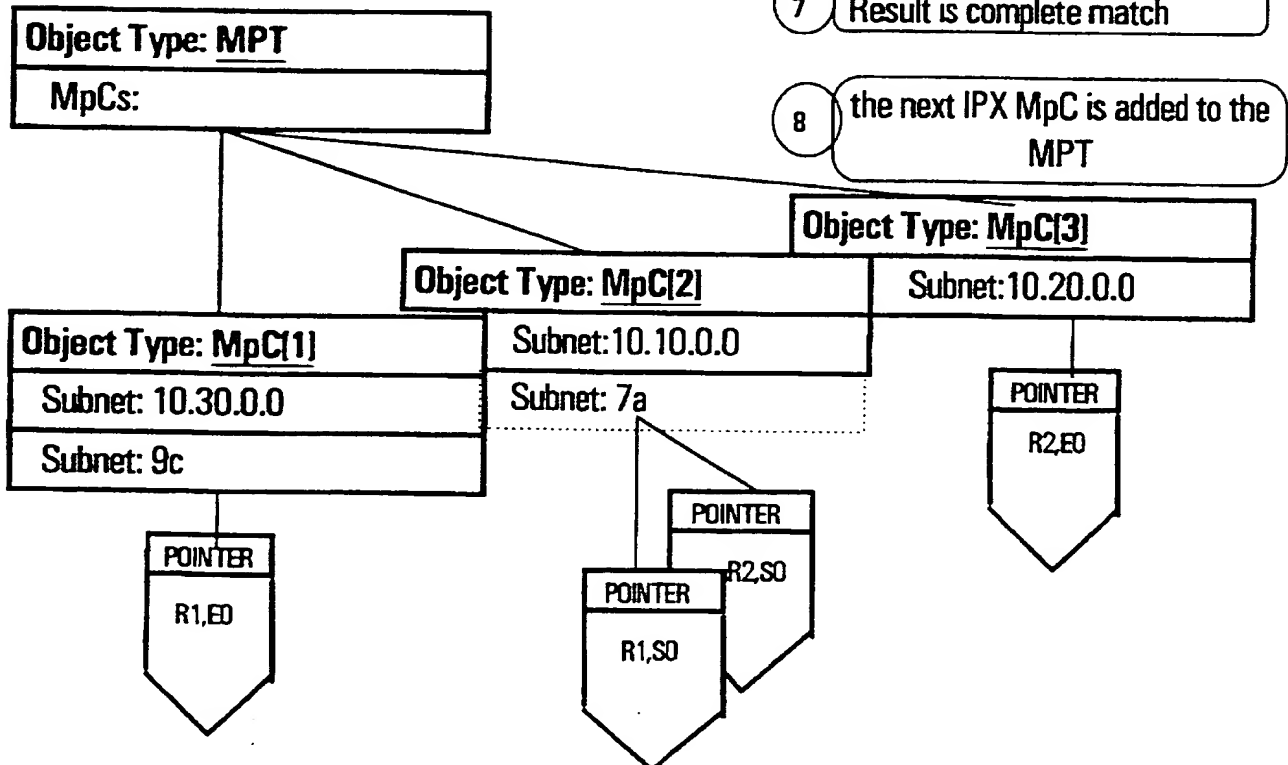 7 Result is complete match
Object Type: MPT
MpCs:
8 the next IPX MpC is added to the
MPT
Object Type: MpC[3]
Subnet:10.20.0.0
Object Type: MpC[2]
Subnet:10.10.0.0
Subnet: 7a
Object Type: MpC[1]
Subnet: 10.30.0.0
Subnet: 9c
POINTER
R2,E0
POINTER
R2,S0
POINTER
R1,S0
POINTER
R1,E0